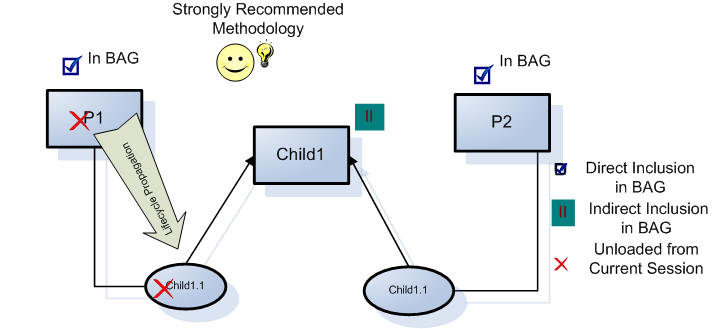 Strongly Recommended
Methodology
In BAG
In BAG
P1
P2
II
Child1
Lifecycle Propagation
Direct Inclusion
in BAG
II
Indirect Inclusion
in BAG
Unloaded from
Current Session
Child1.1
Child1.1